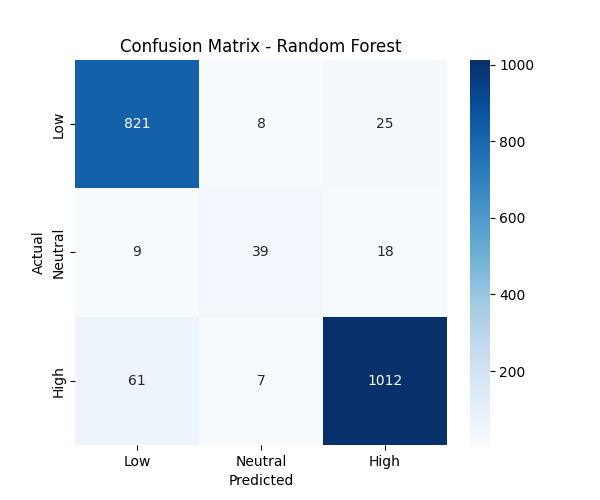 Confusion Matrix - Random Forest
Actual
Low
821 8 25
Neutral
9 39 18
High
61 7 1012
Low Neutral High
Predicted
1000
800
600
400
200